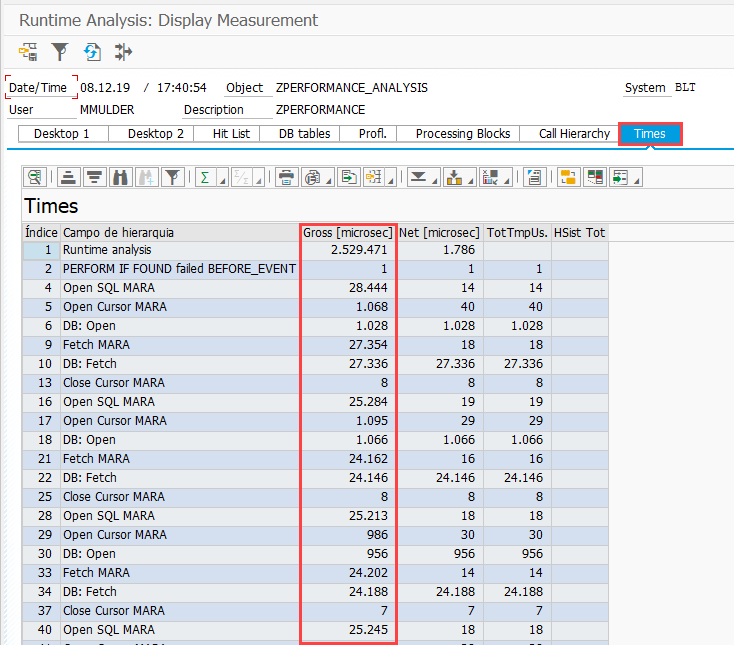 Runtime Analysis: Display Measurement
Date/Time 08.12.19 / 17:40:54 Object ZPERFORMANCE_ANALYSIS System BLT
User MMULDER Description ZPERFORMANCE
Desktop 1 Desktop 2 Hit List DB tables Profl. Processing Blocks Call Hierarchy Times
Times
Índice Campo de hierarquia Gross [microsec] Net [microsec] TotTmpUs. HSist Tot
1 Runtime analysis 2.529.471 1.786
2 PERFORM IF FOUND failed BEFORE_EVENT 1 1 1
4 Open SQL MARA 28.444 14 14
5 Open Cursor MARA 1.068 40 40
6 DB: Open 1.028 1.028 1.028
9 Fetch MARA 27.354 18 18
10 DB: Fetch 27.336 27.336 27.336
13 Close Cursor MARA 8 8 8
16 Open SQL MARA 25.284 19 19
17 Open Cursor MARA 1.095 29 29
18 DB: Open 1.066 1.066 1.066
21 Fetch MARA 24.162 16 16
22 DB: Fetch 24.146 24.146 24.146
25 Close Cursor MARA 8 8 8
28 Open SQL MARA 25.213 18 18
29 Open Cursor MARA 986 30 30
30 DB: Open 956 956 956
33 Fetch MARA 24.202 14 14
34 DB: Fetch 24.188 24.188 24.188
37 Close Cursor MARA 7 7 7
40 Open SQL MARA 25.245 18 18